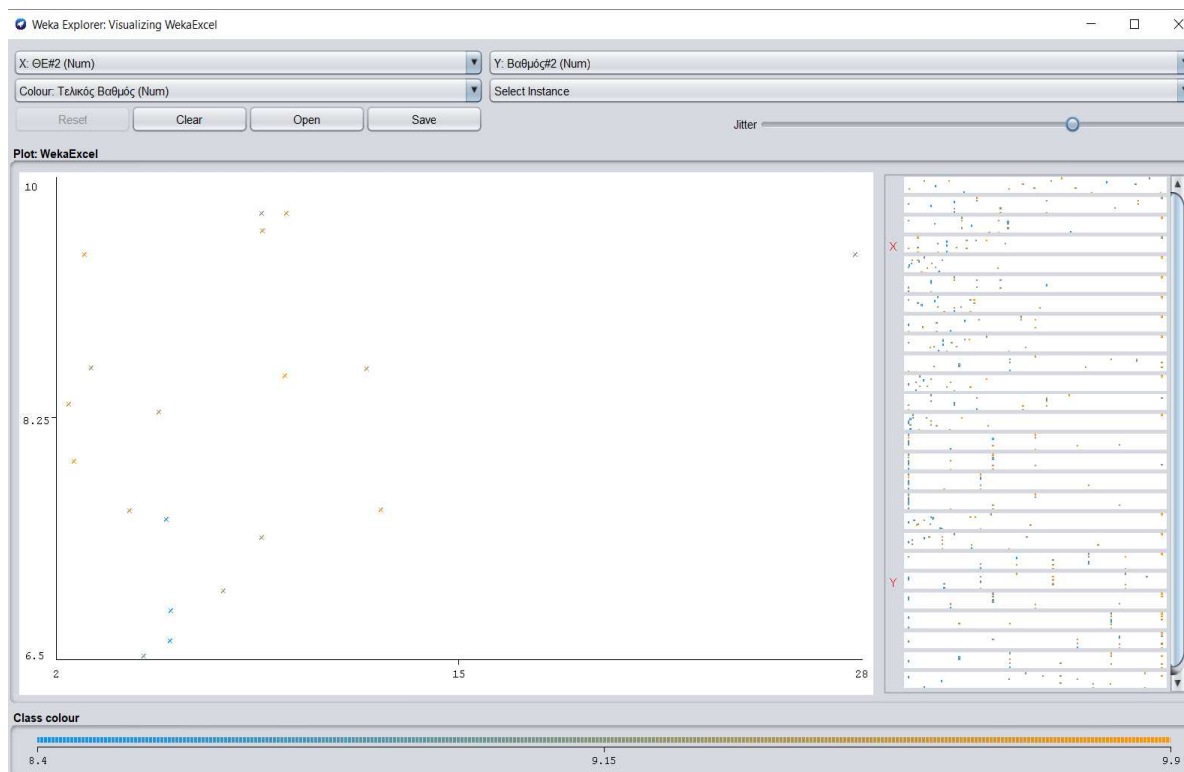 Weka Explorer: Visualizing WekaExcel
X: ΘΕ#2 (Num)
Y: Βαθμός#2 (Num)
Colour: Τελικός Βαθμός (Num)
Select Instance
Reset
Clear
Open
Save
Jitter
Plot: WekaExcel
10
8.25
6.5
2
15
28
X
Y
Class colour
8.4
9.15
9.9